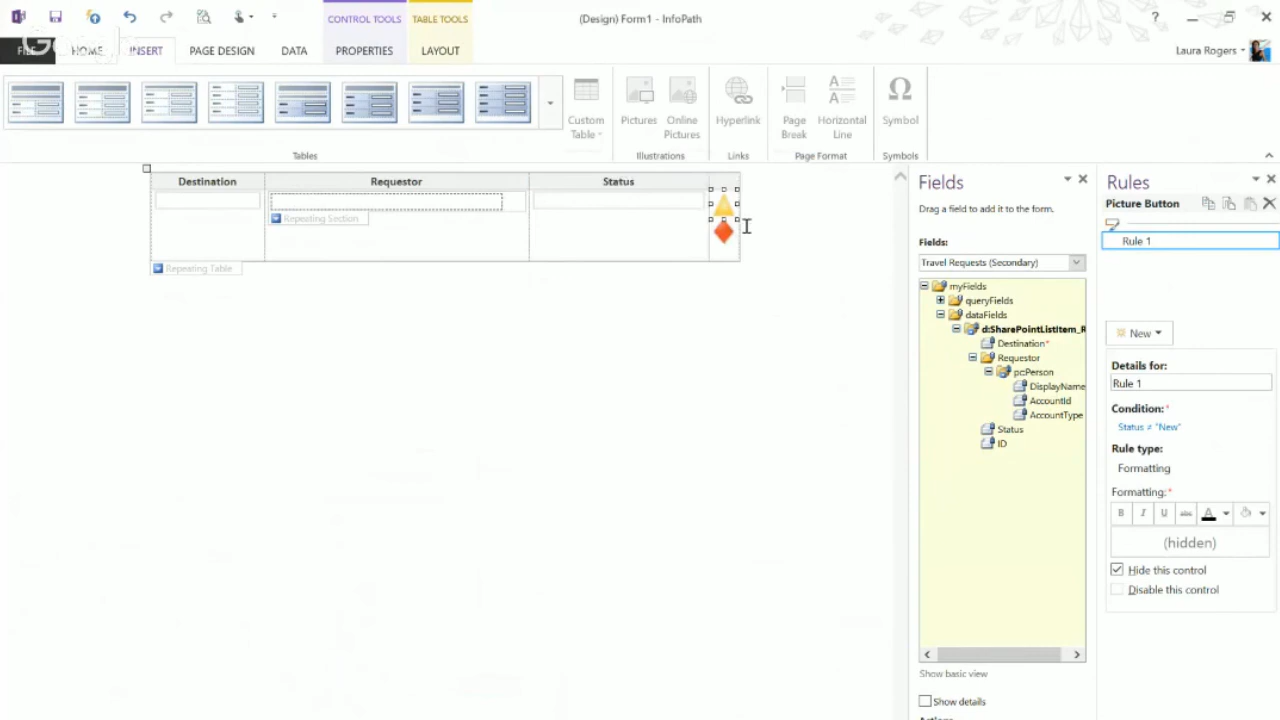 CONTROL TOOLS
TABLE TOOLS
(Design) Form1 - InfoPath
?
Google
FILE
HOME
INSERT
PAGE DESIGN
DATA
PROPERTIES
LAYOUT
Laura Rogers
Custom
Table
Pictures
Online
Pictures
Hyperlink
Page
Break
Horizontal
Line
Symbol
Tables
Illustrations
Links
Page Format
Symbols
Destination
Requestor
Status
Repeating Section
Repeating Table
Fields
Drag a field to add it to the form.
Fields:
Travel Requests (Secondary)
myFields
queryFields
dataFields
d:SharePointListItem_R
Destination*
Requestor
pc:Person
DisplayName
AccountId
AccountType
Status
ID
Show basic view
Show details
Actions
Rules
Picture Button
Rule 1
New
Details for:
Rule 1
Condition:*
Status ≠ "New"
Rule type:
Formatting
Formatting:*
B I U abc A
(hidden)
Hide this control
Disable this control